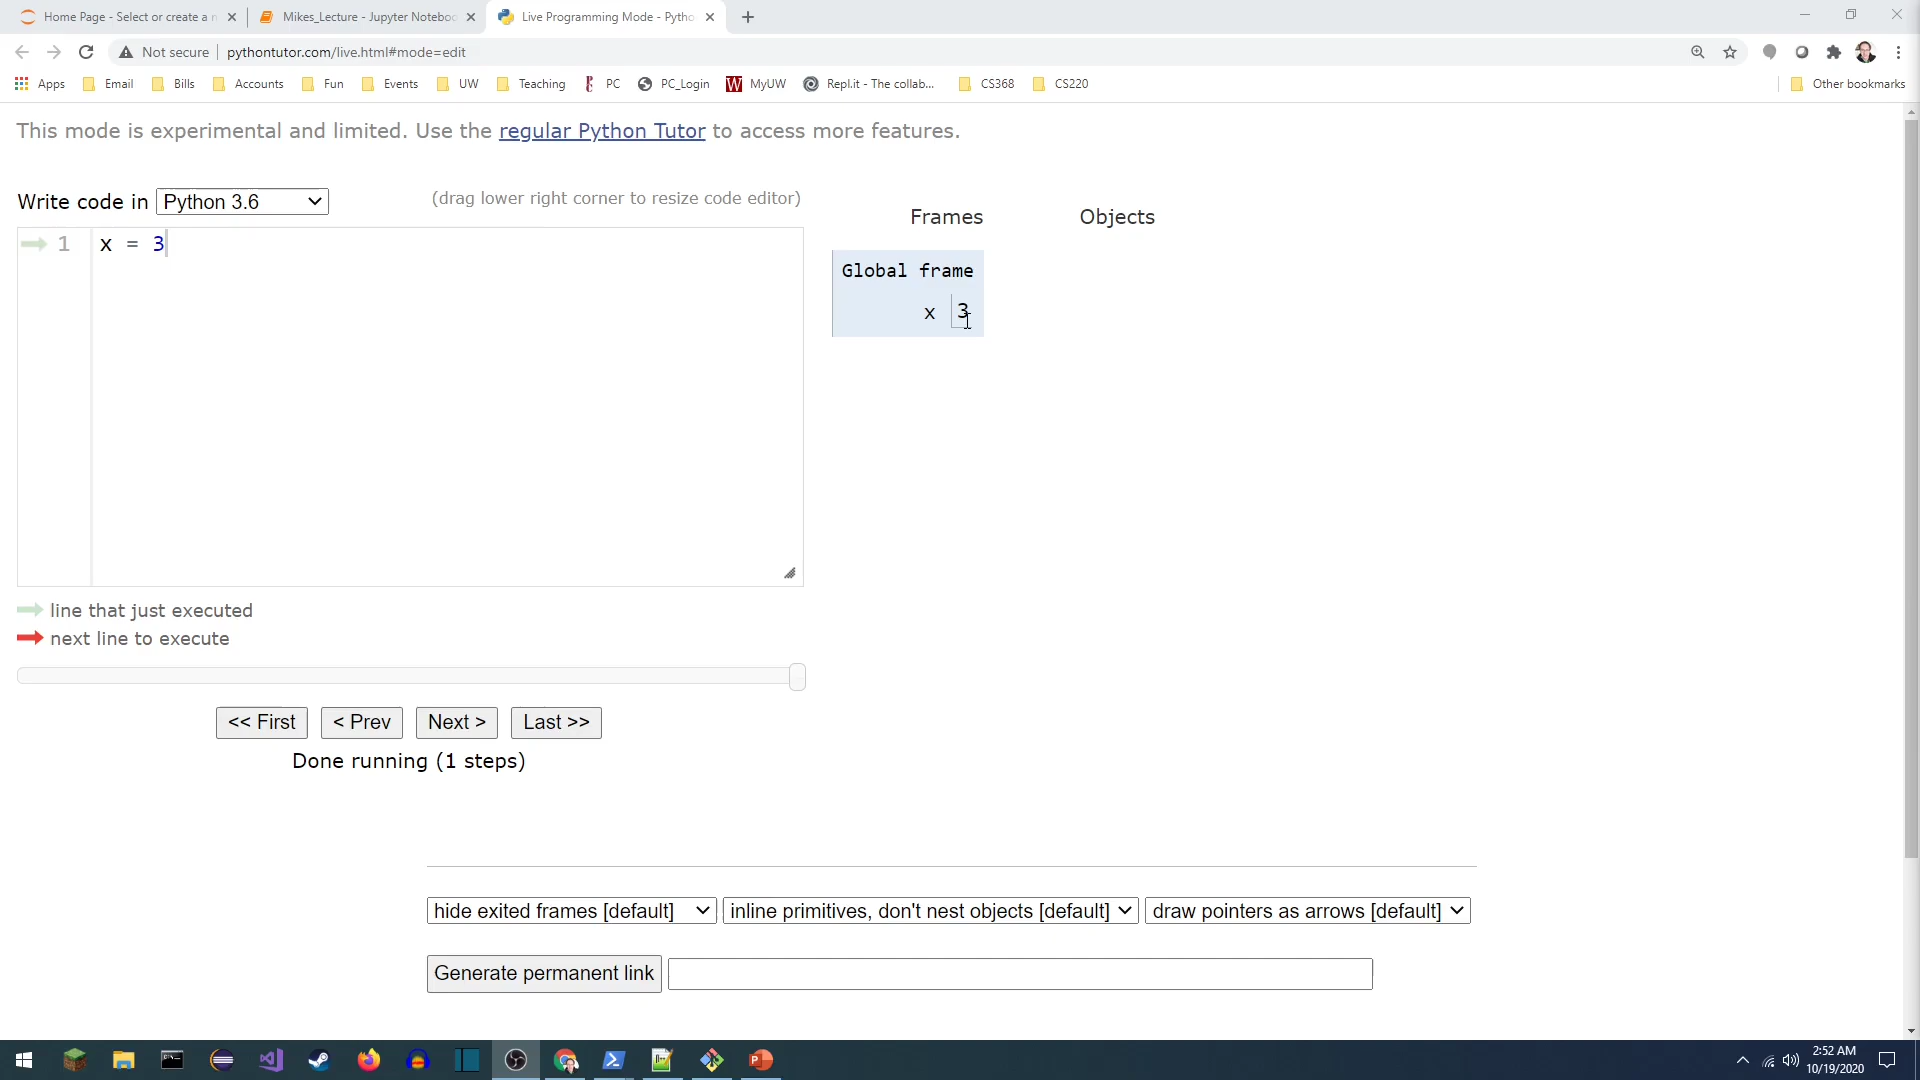 Home Page - Select or create a n
Mikes_Lecture - Jupyter Noteboo
Live Programming Mode - Pytho
Not secure
pythontutor.com/live.html#mode=edit
Apps
Email
Bills
Accounts
Fun
Events
UW
Teaching
PC
PC_Login
MyUW
Repl.it - The collab...
CS368
CS220
Other bookmarks
This mode is experimental and limited. Use the regular Python Tutor to access more features.
Write code in
Python 3.6
(drag lower right corner to resize code editor)
Frames
Objects
1
x = 3
Global frame
x 3
line that just executed
next line to execute
<< First
< Prev
Next >
Last >>
Done running (1 steps)
hide exited frames [default]
inline primitives, don't nest objects [default]
draw pointers as arrows [default]
Generate permanent link
2:52 AM
10/19/2020